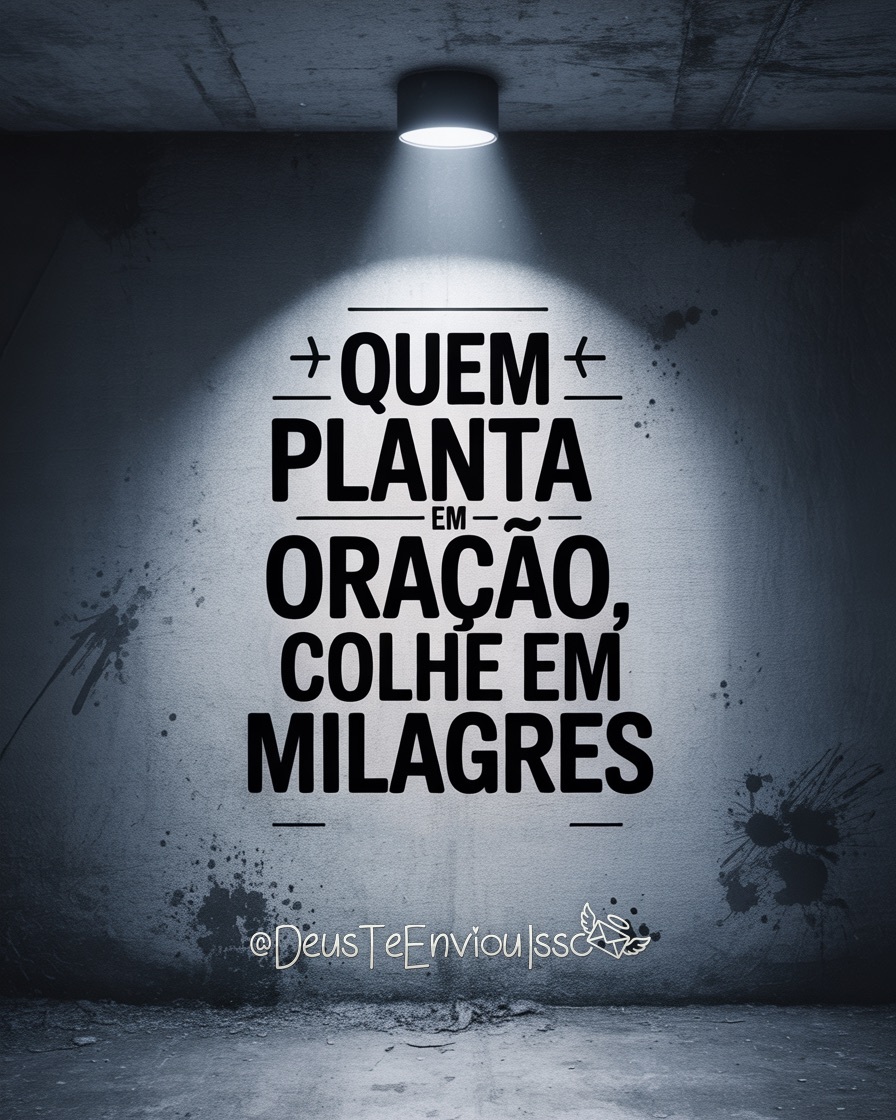 QUEM
PLANTA
EM
ORAÇÃO,
COLHE EM
MILAGRES
@DeusTeEnviouIsso